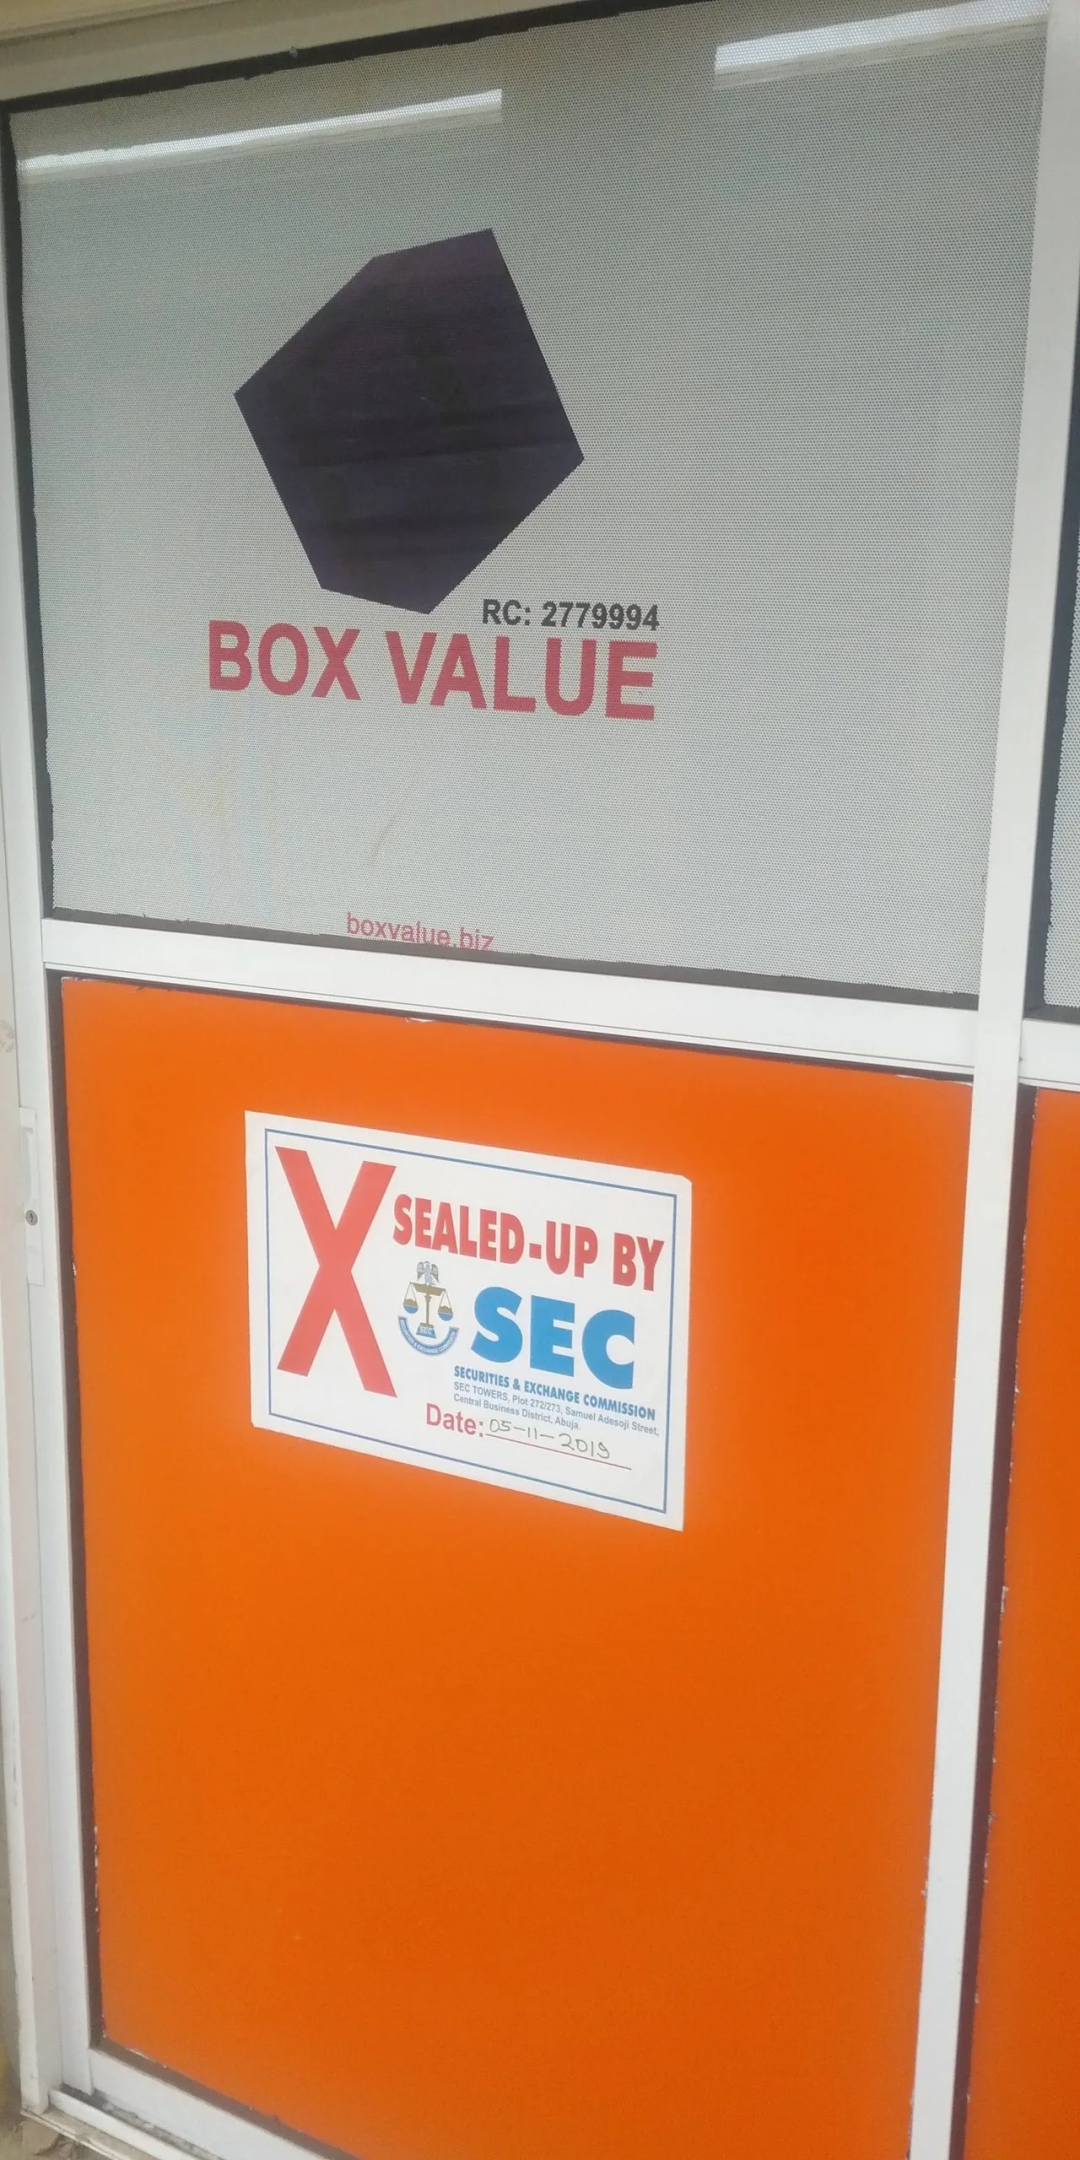 RC: 2779994
BOX VALUE
boxvalue.biz
X
SEALED-UP BY
SEC
SECURITIES & EXCHANGE COMMISSION
SEC TOWERS, Plot 272/273, Samuel Adesoji Street,
Central Business District, Abuja.
Date: 05-11-2019